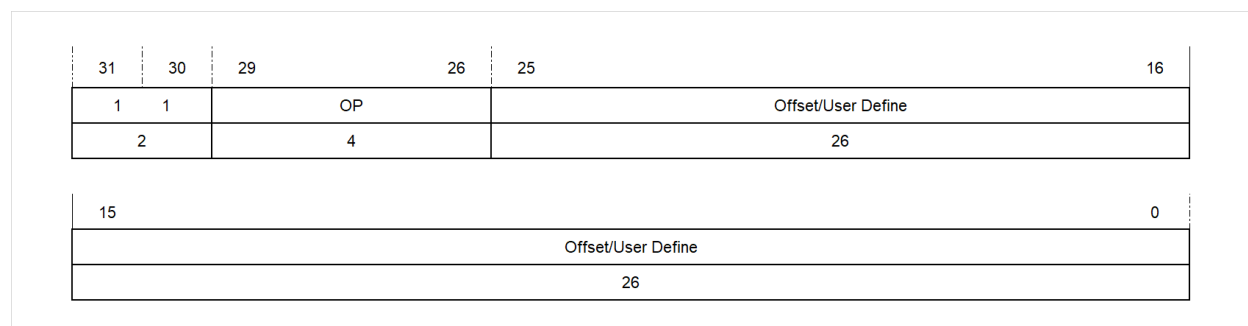 31 30 29 26 25 16
1 1 OP Offset/User Define
2 4 26
15 0
Offset/User Define
26